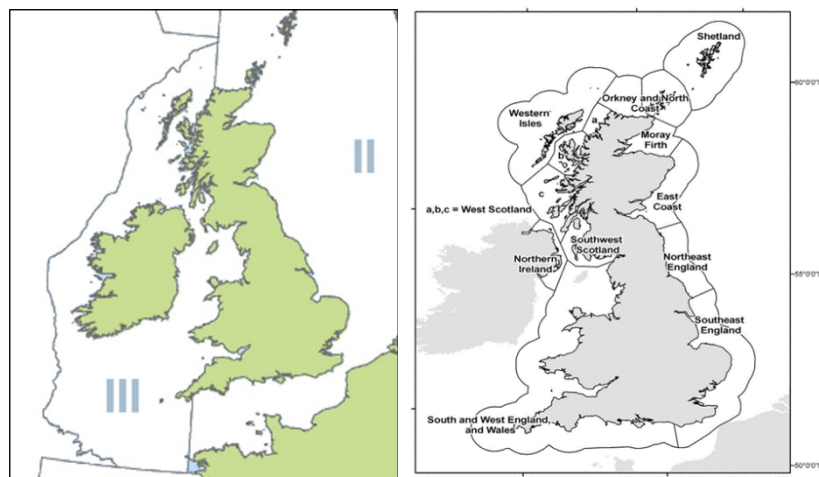 II
III
Shetland
60°0'0"N
Orkney and North
Coast
Western
Isles
a
Moray
Firth
b
c
East
Coast
a,b,c = West Scotland
Southwest
Scotland
Northern
Ireland
Northeast
England
55°0'0"N
Southeast
England
South and West England,
and Wales
50°0'0"N